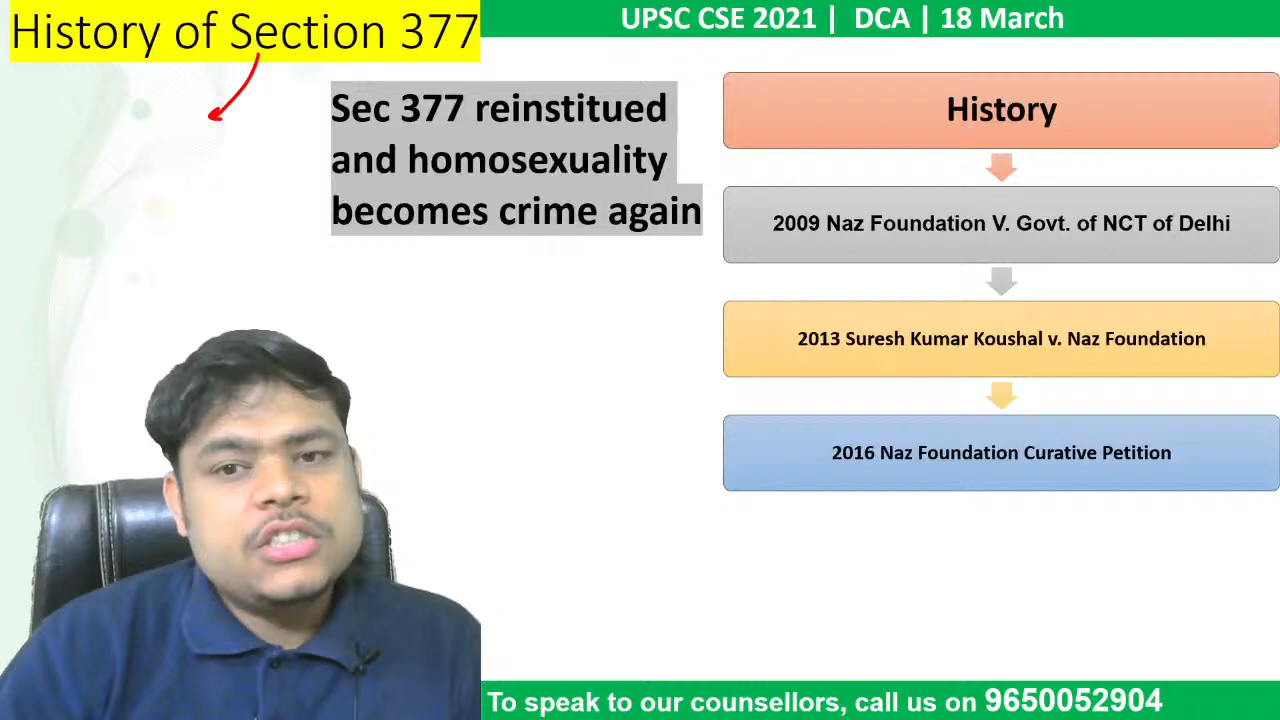 History of Section 377
UPSC CSE 2021 | DCA | 18 March
Sec 377 reinstitued
and homosexuality
becomes crime again
History
2009 Naz Foundation V. Govt. of NCT of Delhi
2013 Suresh Kumar Koushal v. Naz Foundation
2016 Naz Foundation Curative Petition
To speak to our counsellors, call us on 9650052904